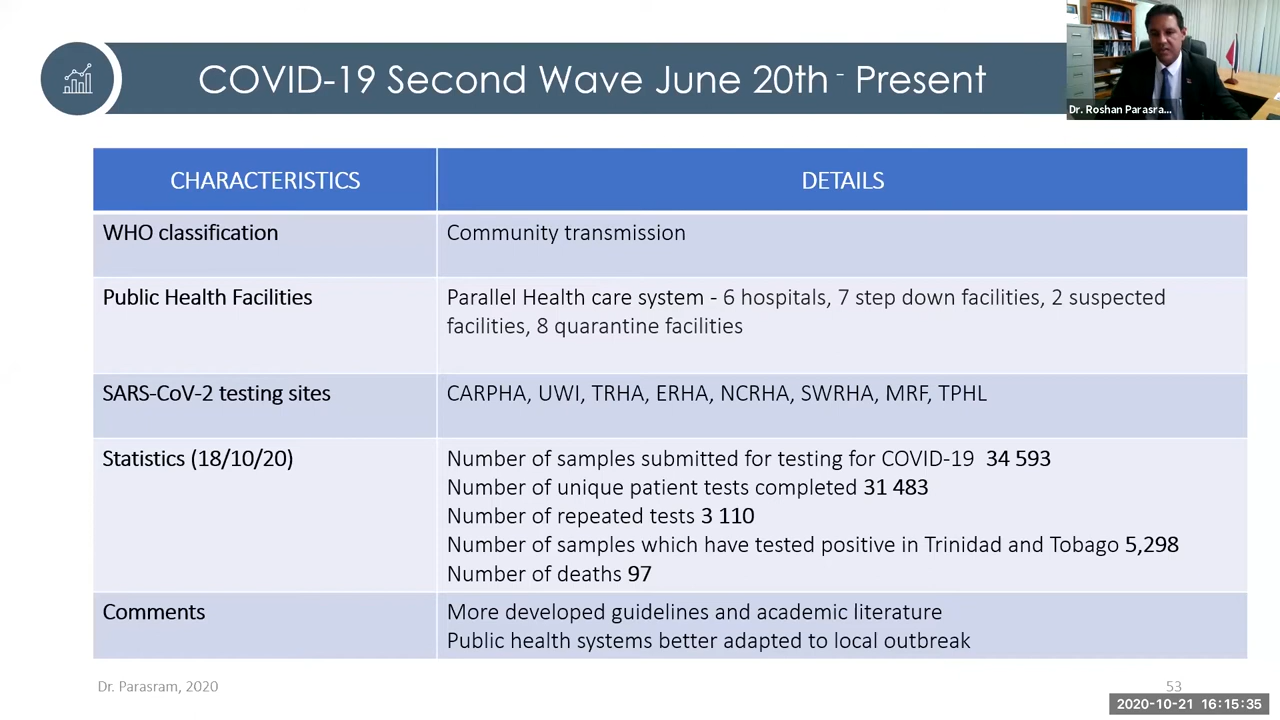 COVID-19 Second Wave June 20th - Present
Dr. Roshan Parasra...
CHARACTERISTICS
DETAILS
WHO classification
Community transmission
Public Health Facilities
Parallel Health care system - 6 hospitals, 7 step down facilities, 2 suspected
facilities, 8 quarantine facilities
SARS-CoV-2 testing sites
CARPHA, UWI, TRHA, ERHA, NCRHA, SWRHA, MRF, TPHL
Statistics (18/10/20)
Number of samples submitted for testing for COVID-19 34 593
Number of unique patient tests completed 31 483
Number of repeated tests 3 110
Number of samples which have tested positive in Trinidad and Tobago 5,298
Number of deaths 97
Comments
More developed guidelines and academic literature
Public health systems better adapted to local outbreak
Dr. Parasram, 2020
53
2020-10-21 16:15:35